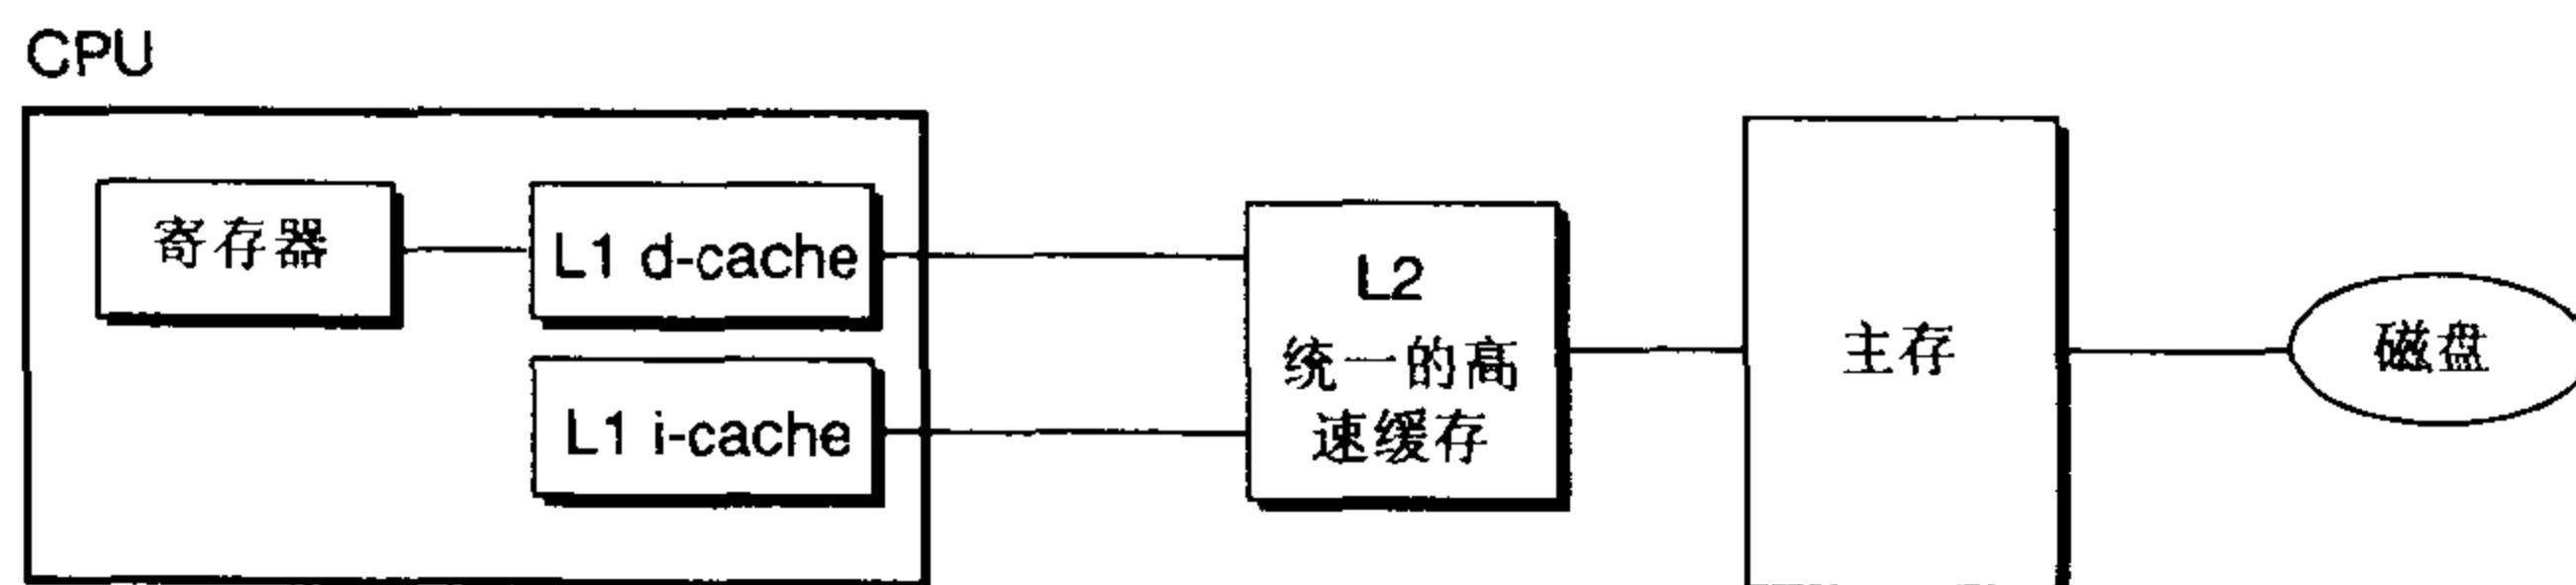 CPU
寄存器
L1 d-cache
L1 i-cache
L2
统一的高
速缓存
主存
磁盘